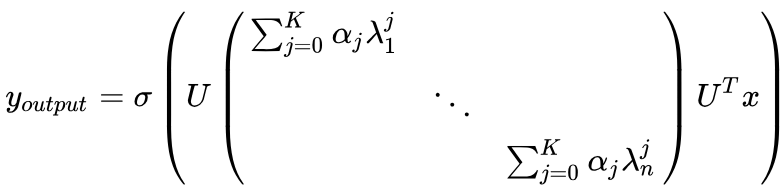 $$y_{output} = \sigma \left( U \begin{pmatrix} \sum_{j=0}^{K} \alpha_j \lambda_1^j & & \\ & \ddots & \\ & & \sum_{j=0}^{K} \alpha_j \lambda_n^j \end{pmatrix} U^T x \right)$$